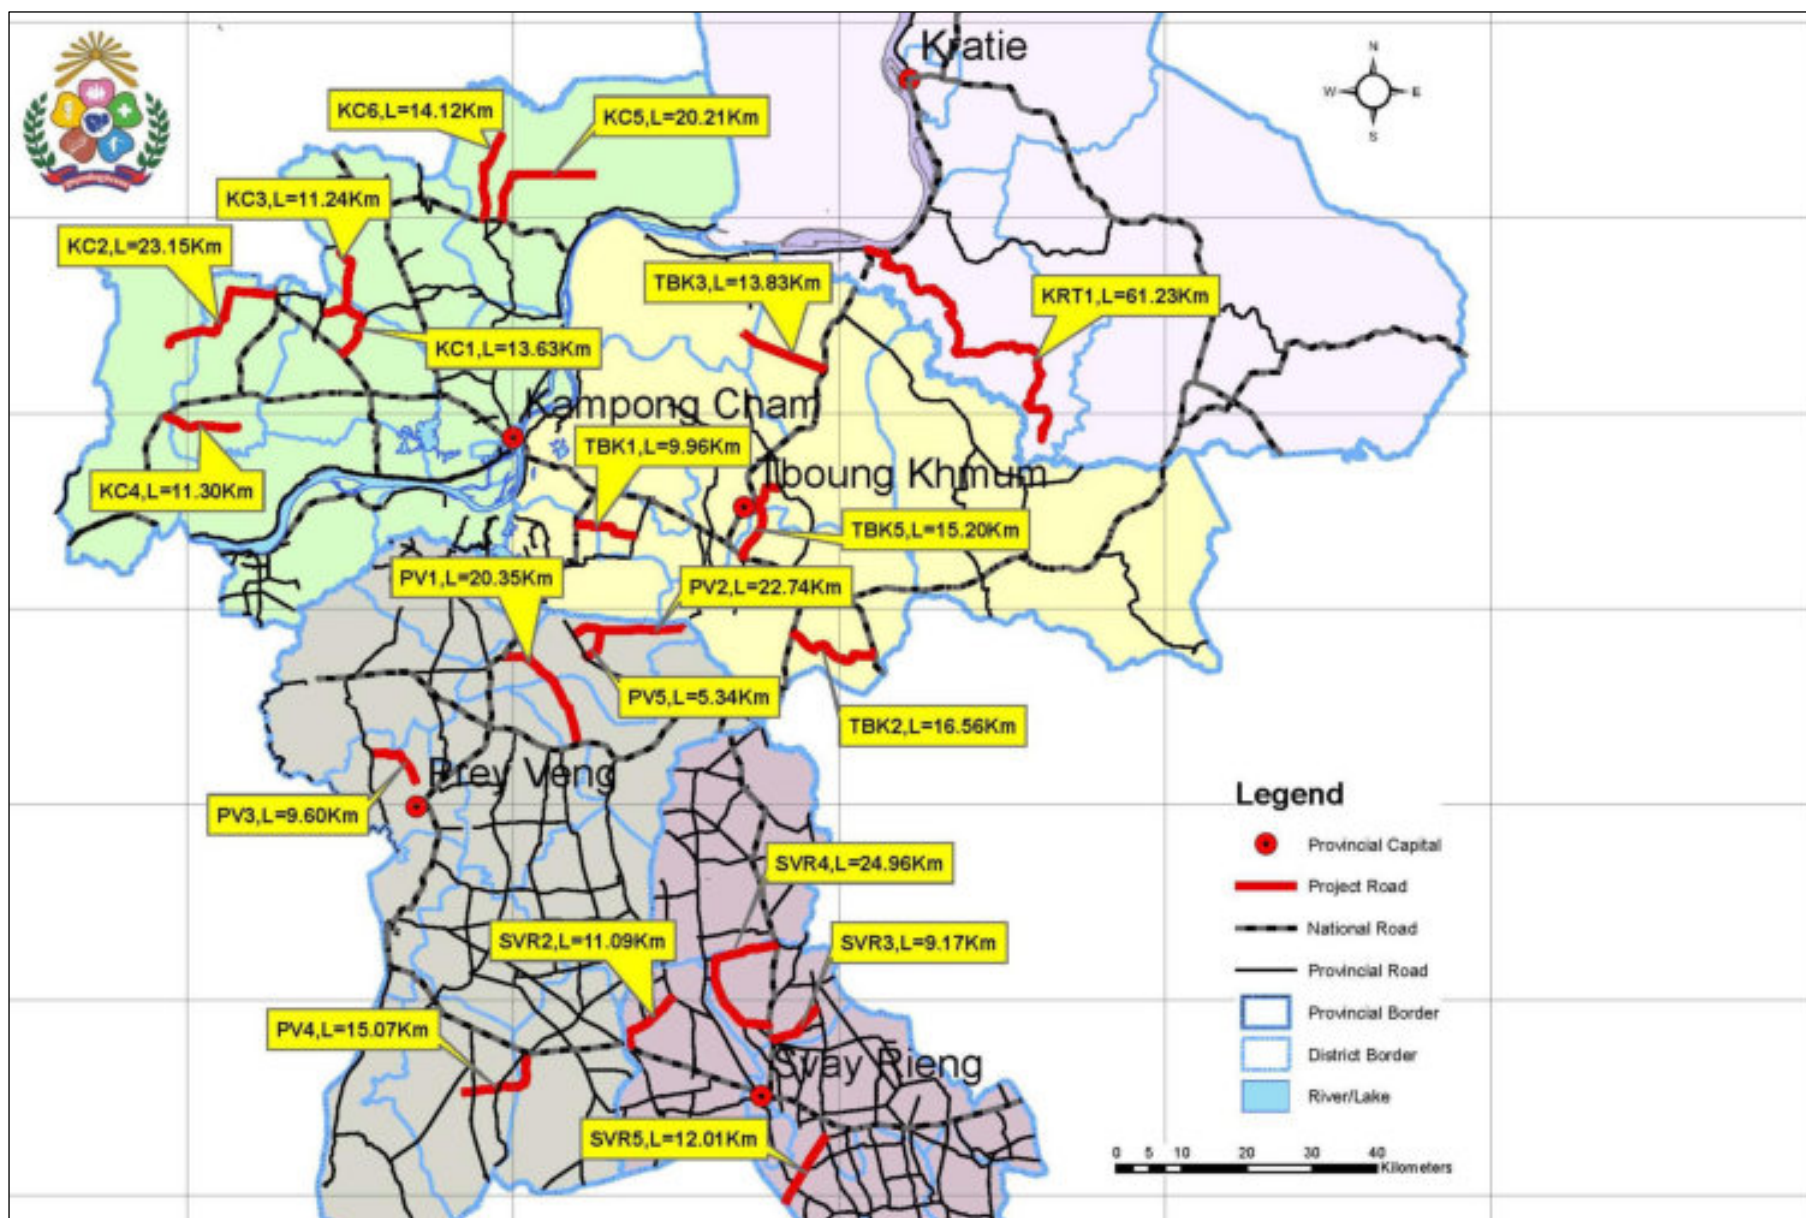 Kratie
N
W
E
S
KC6,L=14.12Km
KC5,L=20.21Km
KC3,L=11.24Km
KC2,L=23.15Km
TBK3,L=13.83Km
KRT1,L=61.23Km
KC1,L=13.63Km
Kampong Cham
TBK1,L=9.96Km
KC4,L=11.30Km
Tboung Khmum
TBK5,L=15.20Km
PV1,L=20.35Km
PV2,L=22.74Km
PV5,L=5.34Km
TBK2,L=16.56Km
Prey Veng
PV3,L=9.60Km
SVR4,L=24.96Km
SVR2,L=11.09Km
SVR3,L=9.17Km
PV4,L=15.07Km
Svay Rieng
SVR5,L=12.01Km
Legend
Provincial Capital
Project Road
National Road
Provincial Road
Provincial Border
District Border
River/Lake
0 5 10 20 30 40
Kilometers